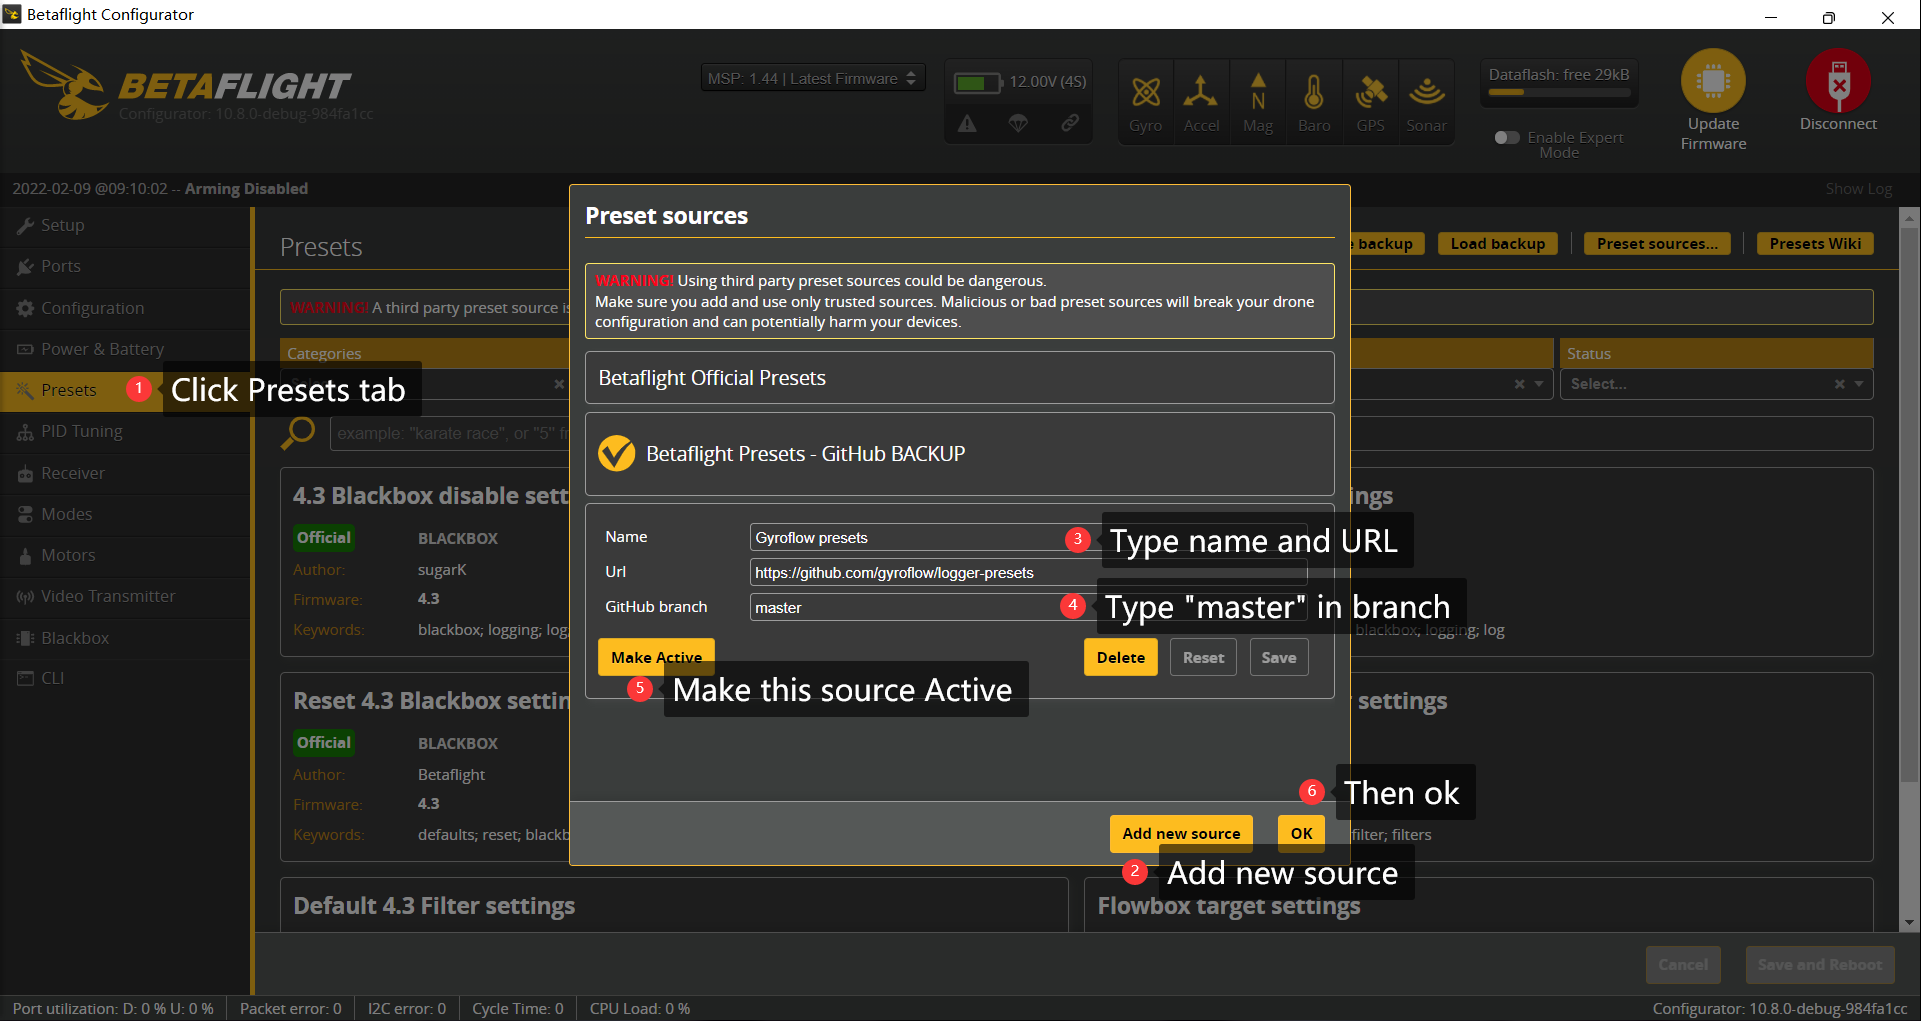 Betaflight Configurator
BETAFLIGHT
Configurator: 10.8.0-debug-984fa1cc
MSP: 1.44 | Latest Firmware
12.00V (4S)
Gyro
Accel
N
Mag
Baro
GPS
Sonar
Dataflash: free 29kB
Enable Expert
Mode
Update
Firmware
Disconnect
2022-02-09 @09:10:02 -- Arming Disabled
Show Log
Setup
Ports
Configuration
Power & Battery
Presets
1
Click Presets tab
PID Tuning
Receiver
Modes
Motors
Video Transmitter
Blackbox
CLI
Presets
backup
Load backup
Preset sources...
Presets Wiki
WARNING! A third party preset source is
Categories
Status
Select...
example: "karate race", or "5" fr
4.3 Blackbox disable sett
Official
BLACKBOX
Author:
sugarK
Firmware:
4.3
Keywords:
blackbox; logging; log
ings
blackbox; logging; log
Reset 4.3 Blackbox settin
Official
BLACKBOX
Author:
Betaflight
Firmware:
4.3
Keywords:
defaults; reset; blackb
settings
filter; filters
Default 4.3 Filter settings
Flowbox target settings
Preset sources
WARNING! Using third party preset sources could be dangerous.
Make sure you add and use only trusted sources. Malicious or bad preset sources will break your drone
configuration and can potentially harm your devices.
Betaflight Official Presets
Betaflight Presets - GitHub BACKUP
Name
Gyroflow presets
3
Type name and URL
Url
https://github.com/gyroflow/logger-presets
GitHub branch
master
4
Type "master" in branch
Make Active
Delete
Reset
Save
5
Make this source Active
6
Then ok
Add new source
OK
2
Add new source
Cancel
Save and Reboot
Port utilization: D: 0 % U: 0 %
Packet error: 0
I2C error: 0
Cycle Time: 0
CPU Load: 0 %
Configurator: 10.8.0-debug-984fa1cc